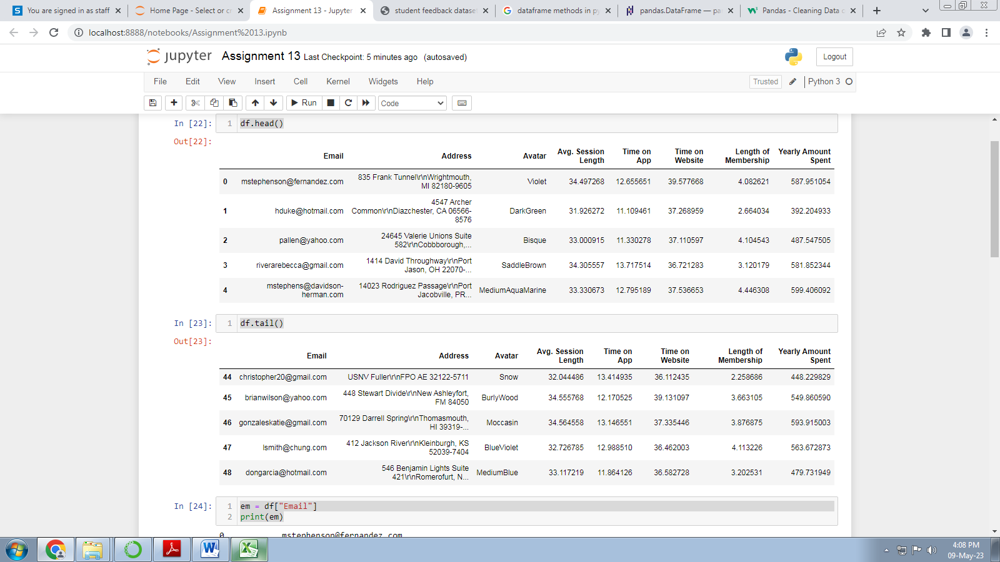 You are signed in as staff
Home Page - Select or cr
Assignment 13 - Jupyter
student feedback dataset
dataframe methods in py
pandas.DataFrame — pa
Pandas - Cleaning Data
localhost:8888/notebooks/Assignment%2013.ipynb
jupyter Assignment 13 Last Checkpoint: 5 minutes ago (autosaved)
Logout
File Edit View Insert Cell Kernel Widgets Help
Trusted Python 3
Run Code
In [22]: 1 df.head()
Out[22]:
Email Address Avatar Avg. Session Length Time on App Time on Website Length of Membership Yearly Amount Spent
0 mstephenson@fernandez.com 835 Frank Tunnel\r\nWrightmouth, MI 82180-9605 Violet 34.497268 12.655651 39.577668 4.082621 587.951054
1 hduke@hotmail.com 4547 Archer Common\r\nDiazchester, CA 06566-8576 DarkGreen 31.926272 11.109461 37.268959 2.664034 392.204933
2 pallen@yahoo.com 24645 Valerie Unions Suite 582\r\nCobbborough,... Bisque 33.000915 11.330278 37.110597 4.104543 487.547505
3 riverarebecca@gmail.com 1414 David Throughway\r\nPort Jason, OH 22070-... SaddleBrown 34.305557 13.717514 36.721283 3.120179 581.852344
4 mstephens@davidson-herman.com 14023 Rodriguez Passage\r\nPort Jacobville, PR... MediumAquaMarine 33.330673 12.795189 37.536653 4.446308 599.406092
In [23]: 1 df.tail()
Out[23]:
Email Address Avatar Avg. Session Length Time on App Time on Website Length of Membership Yearly Amount Spent
44 christopher20@gmail.com USNV Fuller\r\nFPO AE 32122-5711 Snow 32.044486 13.414935 36.112435 2.258686 448.229829
45 brianwilson@yahoo.com 448 Stewart Divide\r\nNew Ashleyfort, FM 84050 BurlyWood 34.555768 12.170525 39.131097 3.663105 549.860590
46 gonzaleskatie@gmail.com 70129 Darrell Spring\r\nThomasmouth, HI 39319-... Moccasin 34.564558 13.146551 37.335446 3.876875 593.915003
47 lsmith@chung.com 412 Jackson River\r\nKleinburgh, KS 52039-7404 BlueViolet 32.726785 12.988510 36.462003 4.113226 563.672873
48 dongarcia@hotmail.com 546 Benjamin Lights Suite 421\r\nRomerofurt, N... MediumBlue 33.117219 11.864126 36.582728 3.202531 479.731949
In [24]: 1 em = df["Email"]
2 print(em)
0 mstephenson@fernandez.com
4:08 PM
09-May-23